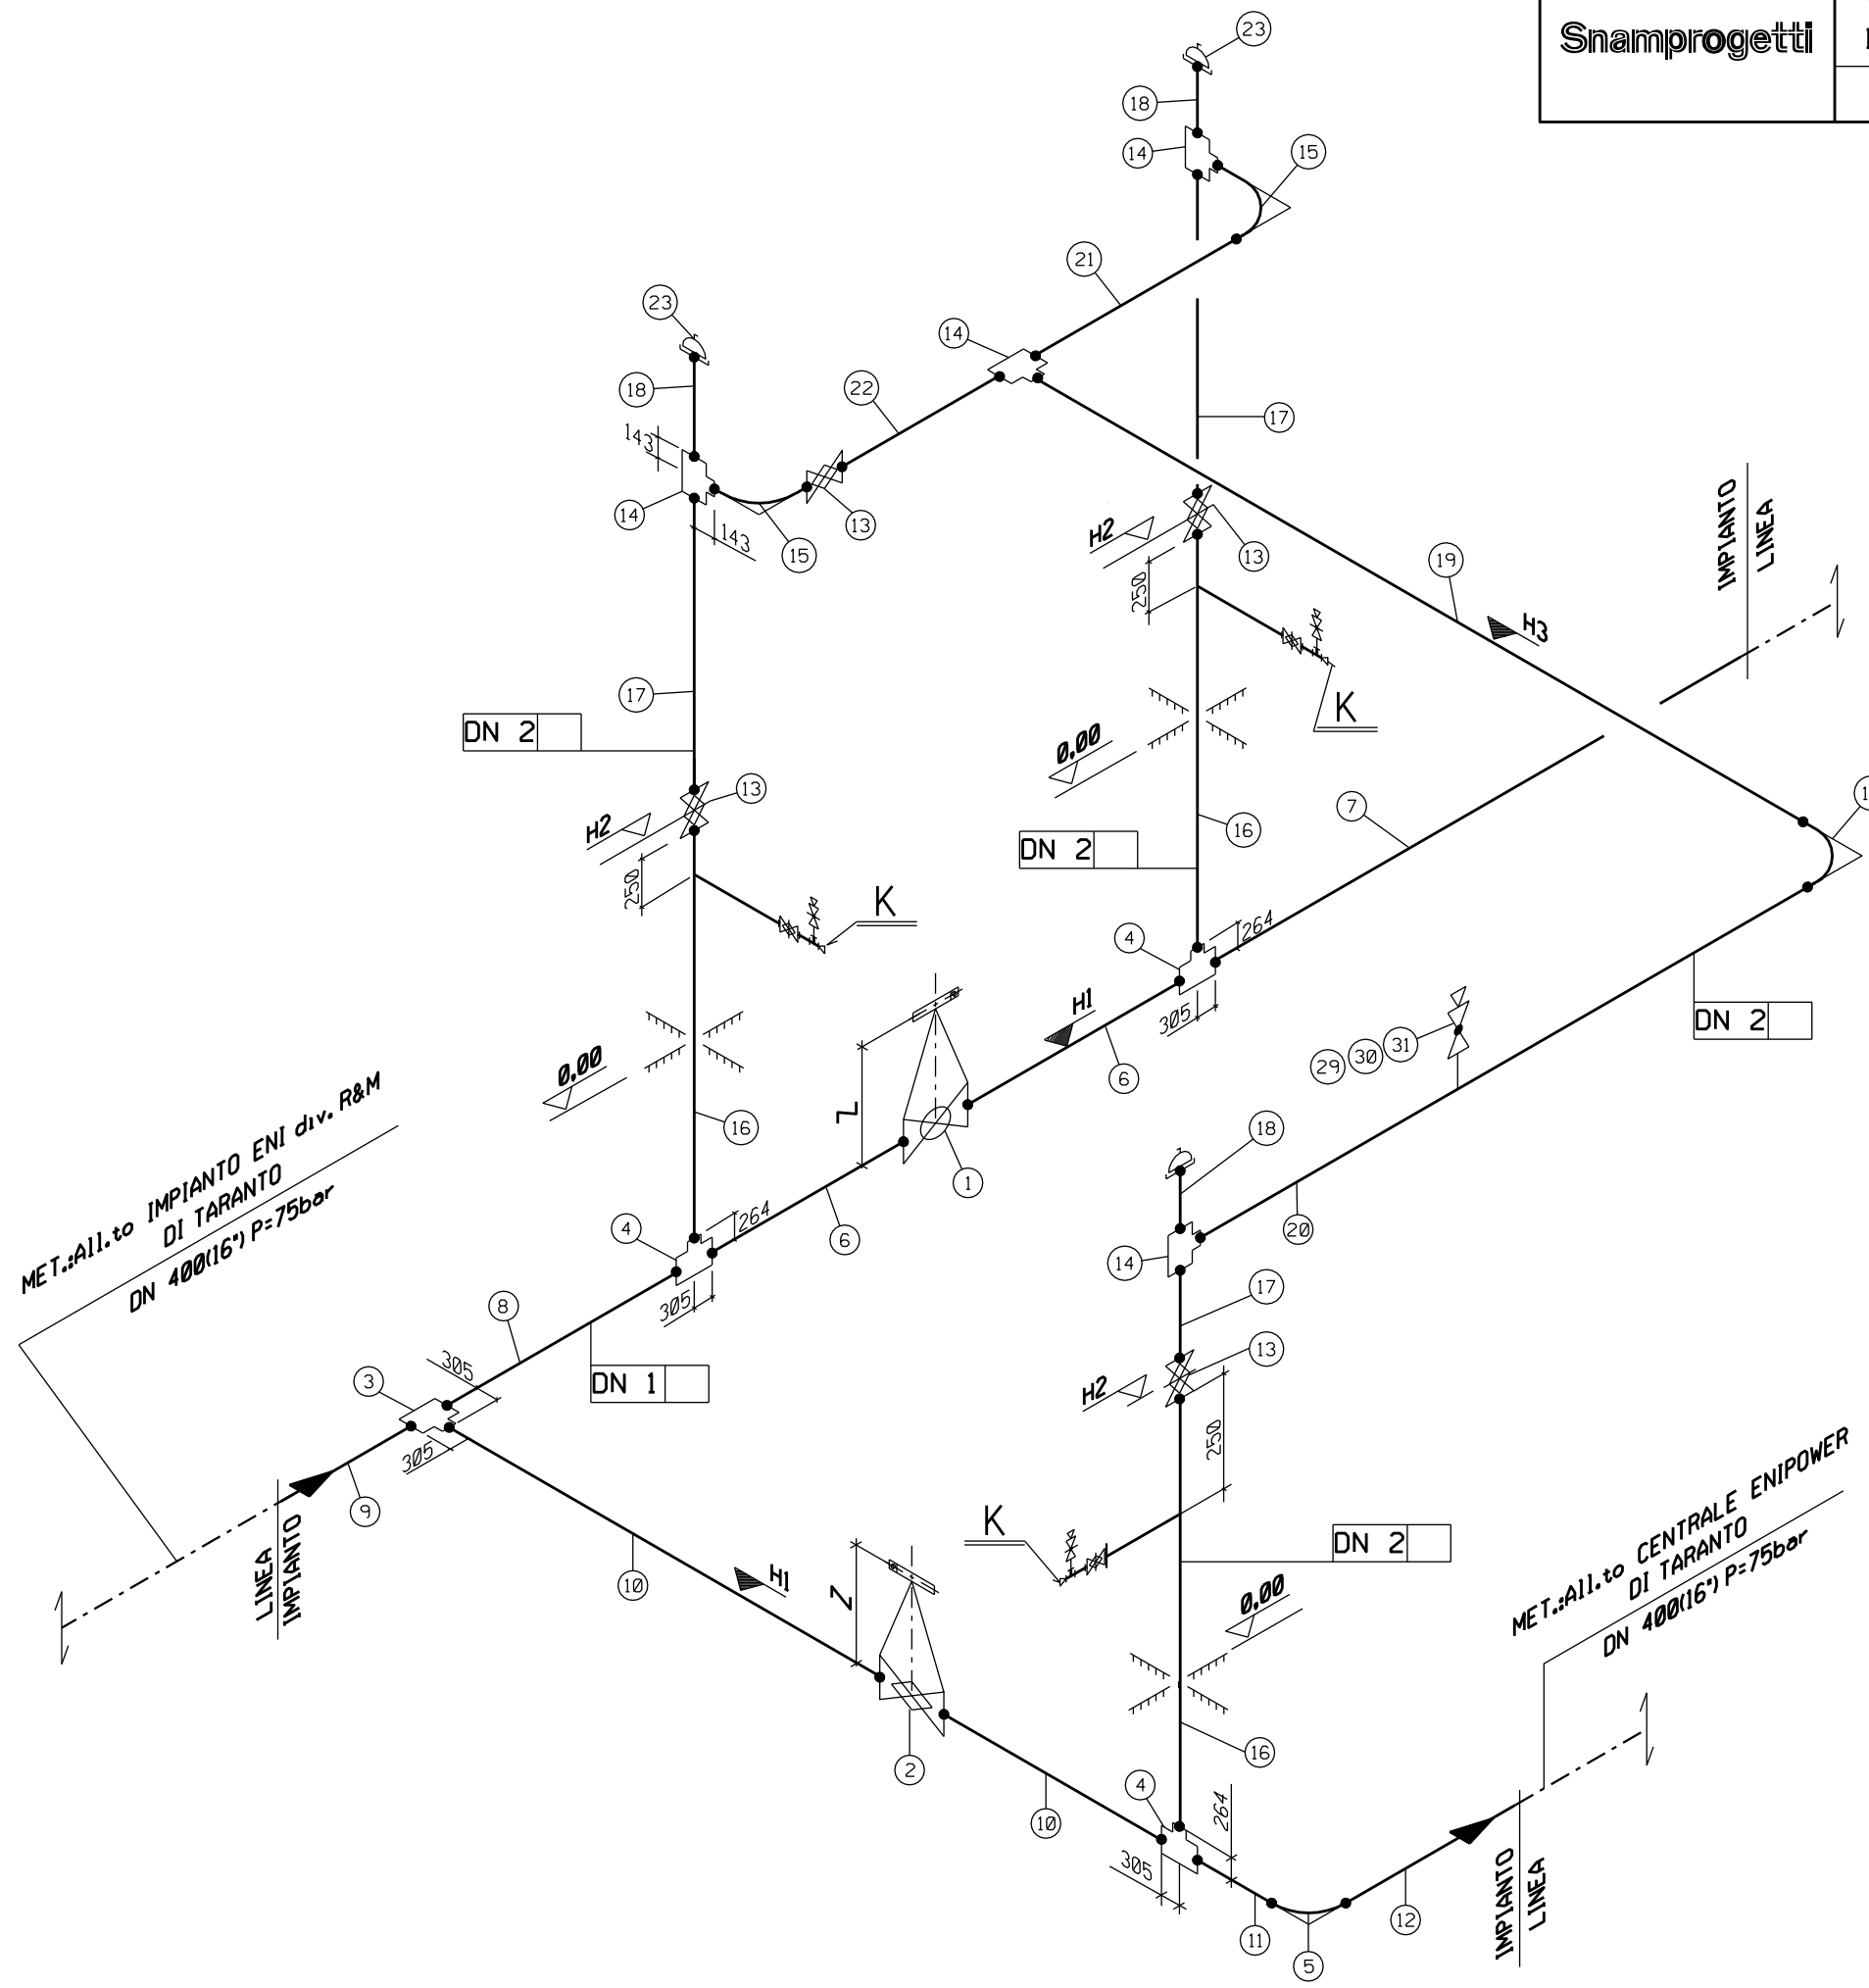 Snamprogetti
23
18
14
15
21
23
14
18
22
17
143
14
13
143
15
H2
13
250
19
H3
IMPIANTO
LINEA
K
17
DN 2
0.00
13
H2
7
DN 2
16
250
K
4
264
H1
305
6
DN 2
29
30
31
0.00
Z
16
1
18
MET.:All.to IMPIANTO ENI div. R&M
DI TARANTO
DN 400(16") P=75bar
4
264
6
20
14
305
17
8
305
3
DN 1
H2
13
305
250
9
LINEA
IMPIANTO
K
DN 2
10
H1
Z
0.00
MET.:All.to CENTRALE ENIPOWER
DI TARANTO
DN 400(16") P=75bar
2
16
10
4
264
305
11
5
12
IMPIANTO
LINEA